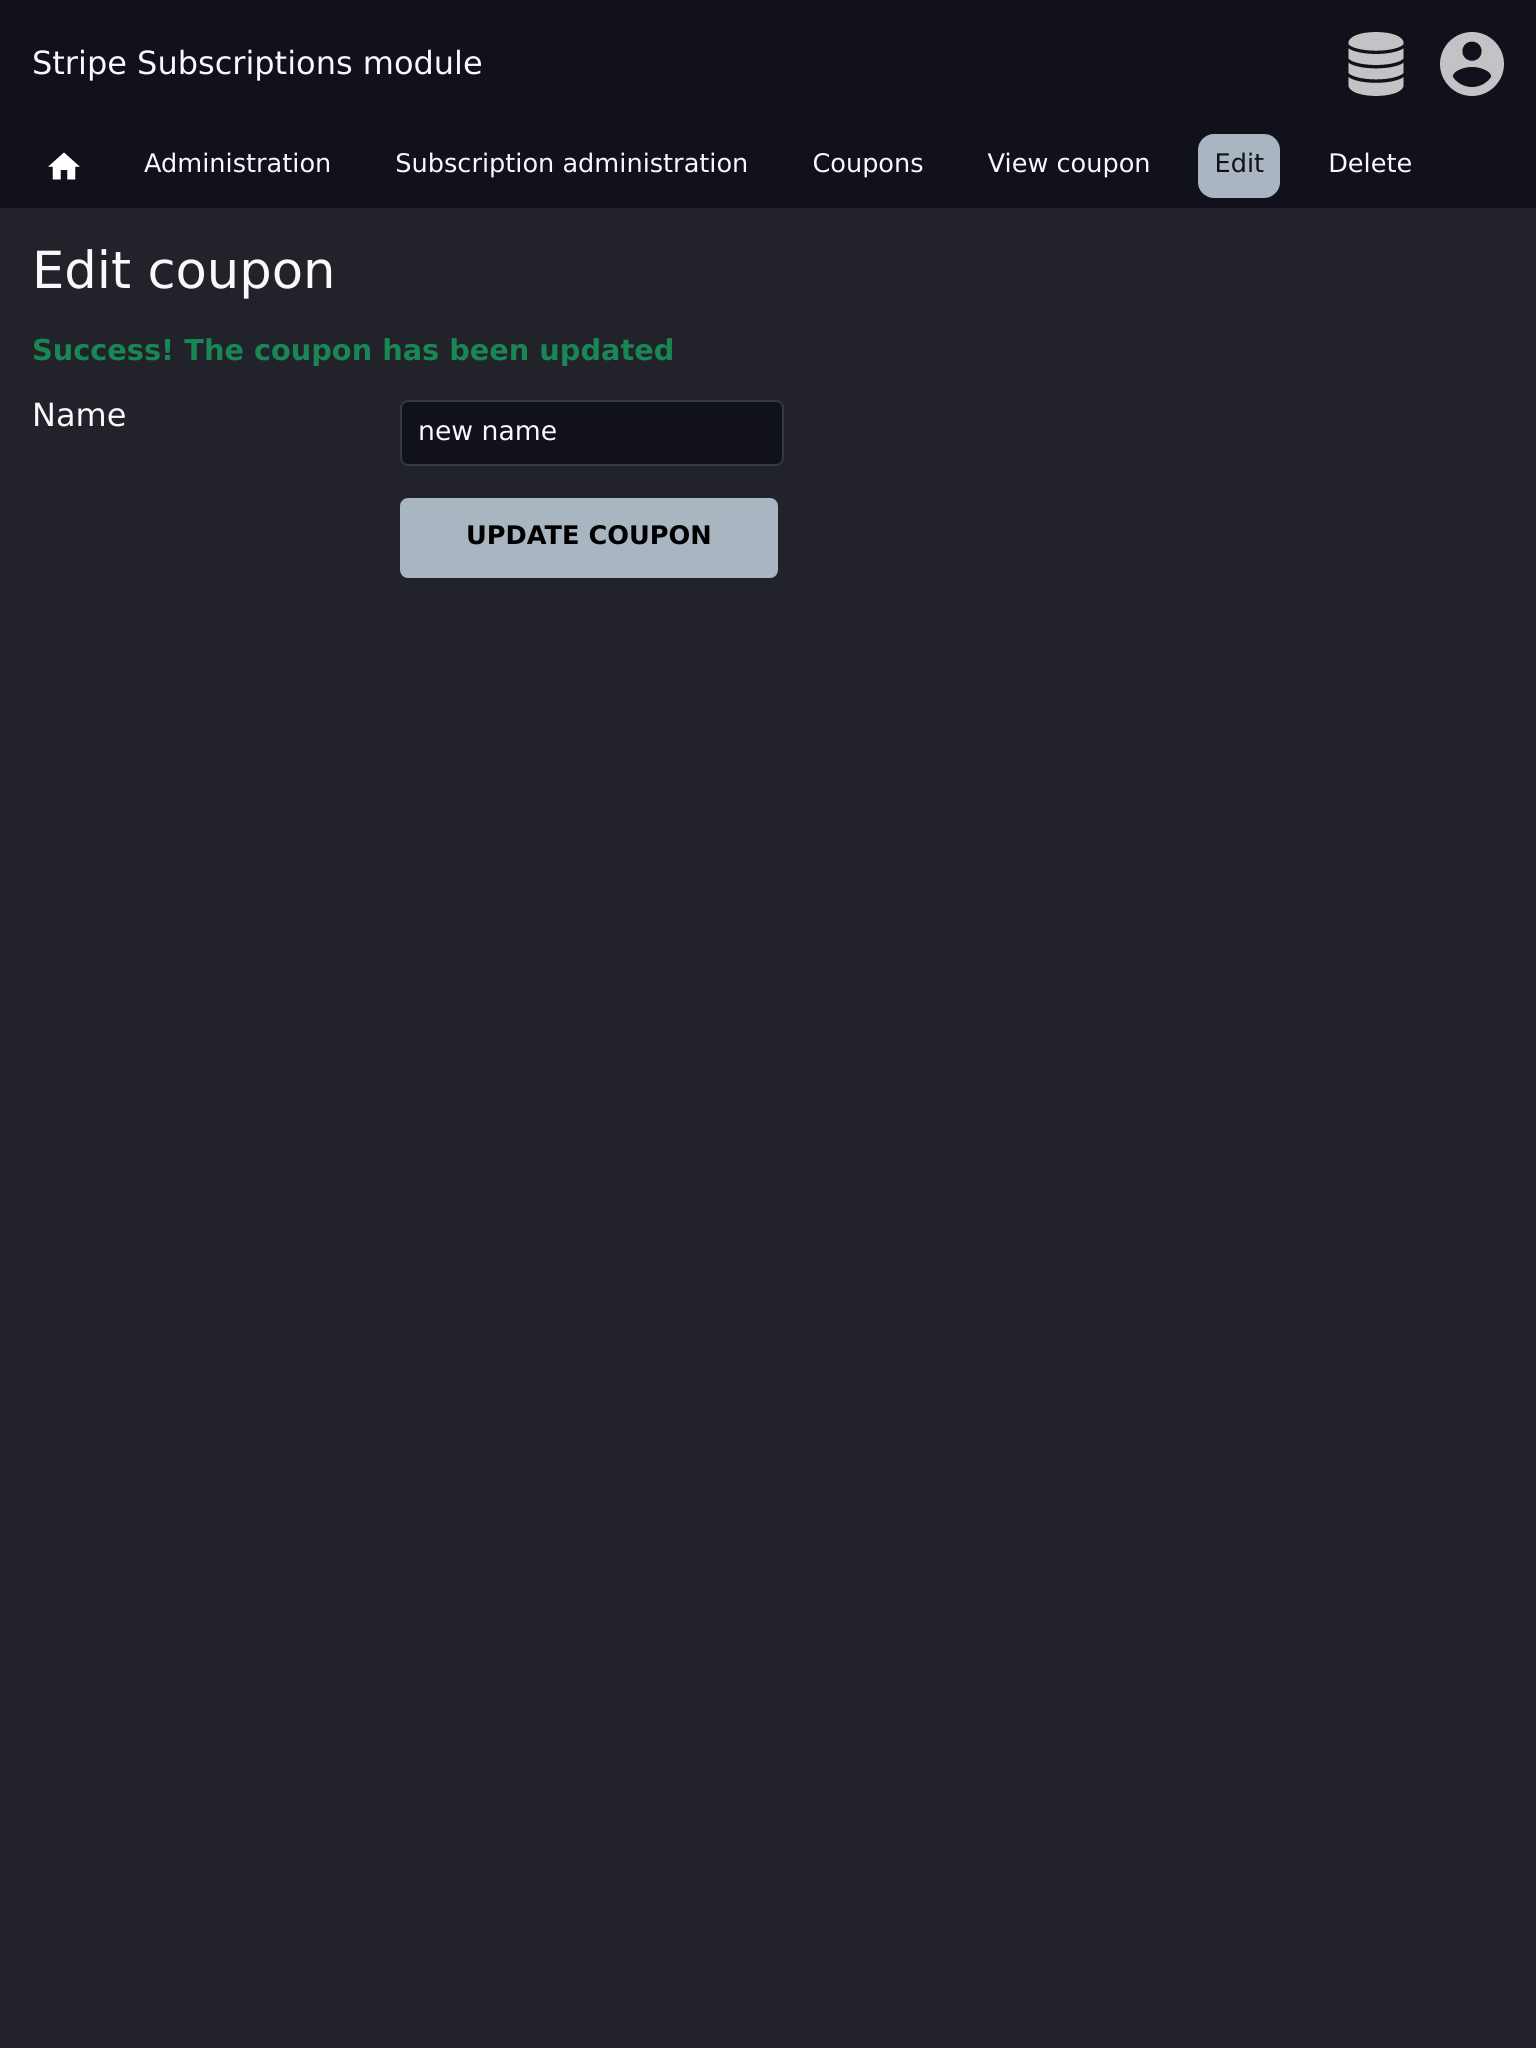 Stripe Subscriptions module
Administration Subscription administration Coupons View coupon Edit Delete
Edit coupon
Success! The coupon has been updated
Name
new name
UPDATE COUPON